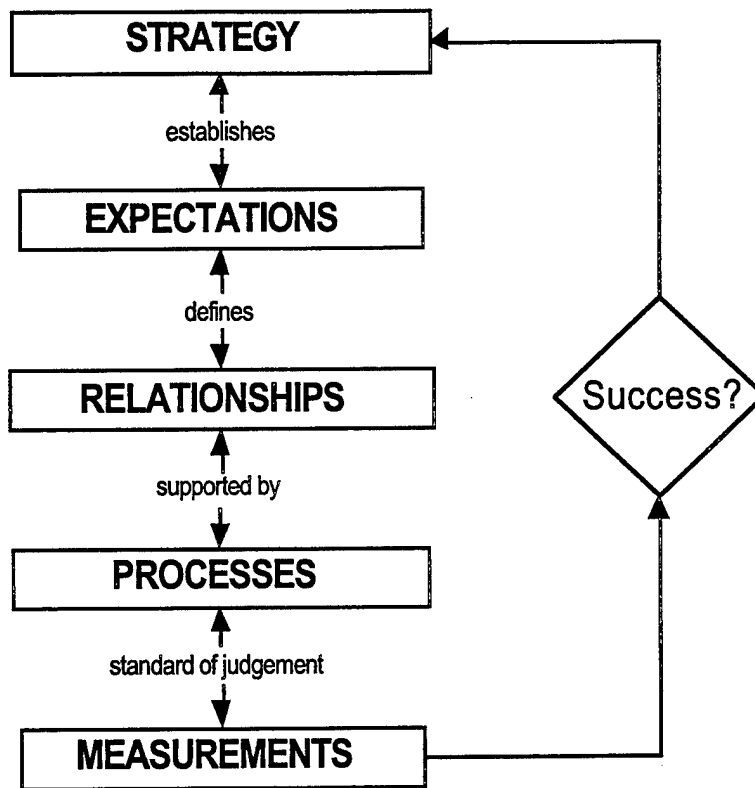 STRATEGY
establishes
EXPECTATIONS
defines
RELATIONSHIPS
Success?
supported by
PROCESSES
standard of judgement
MEASUREMENTS